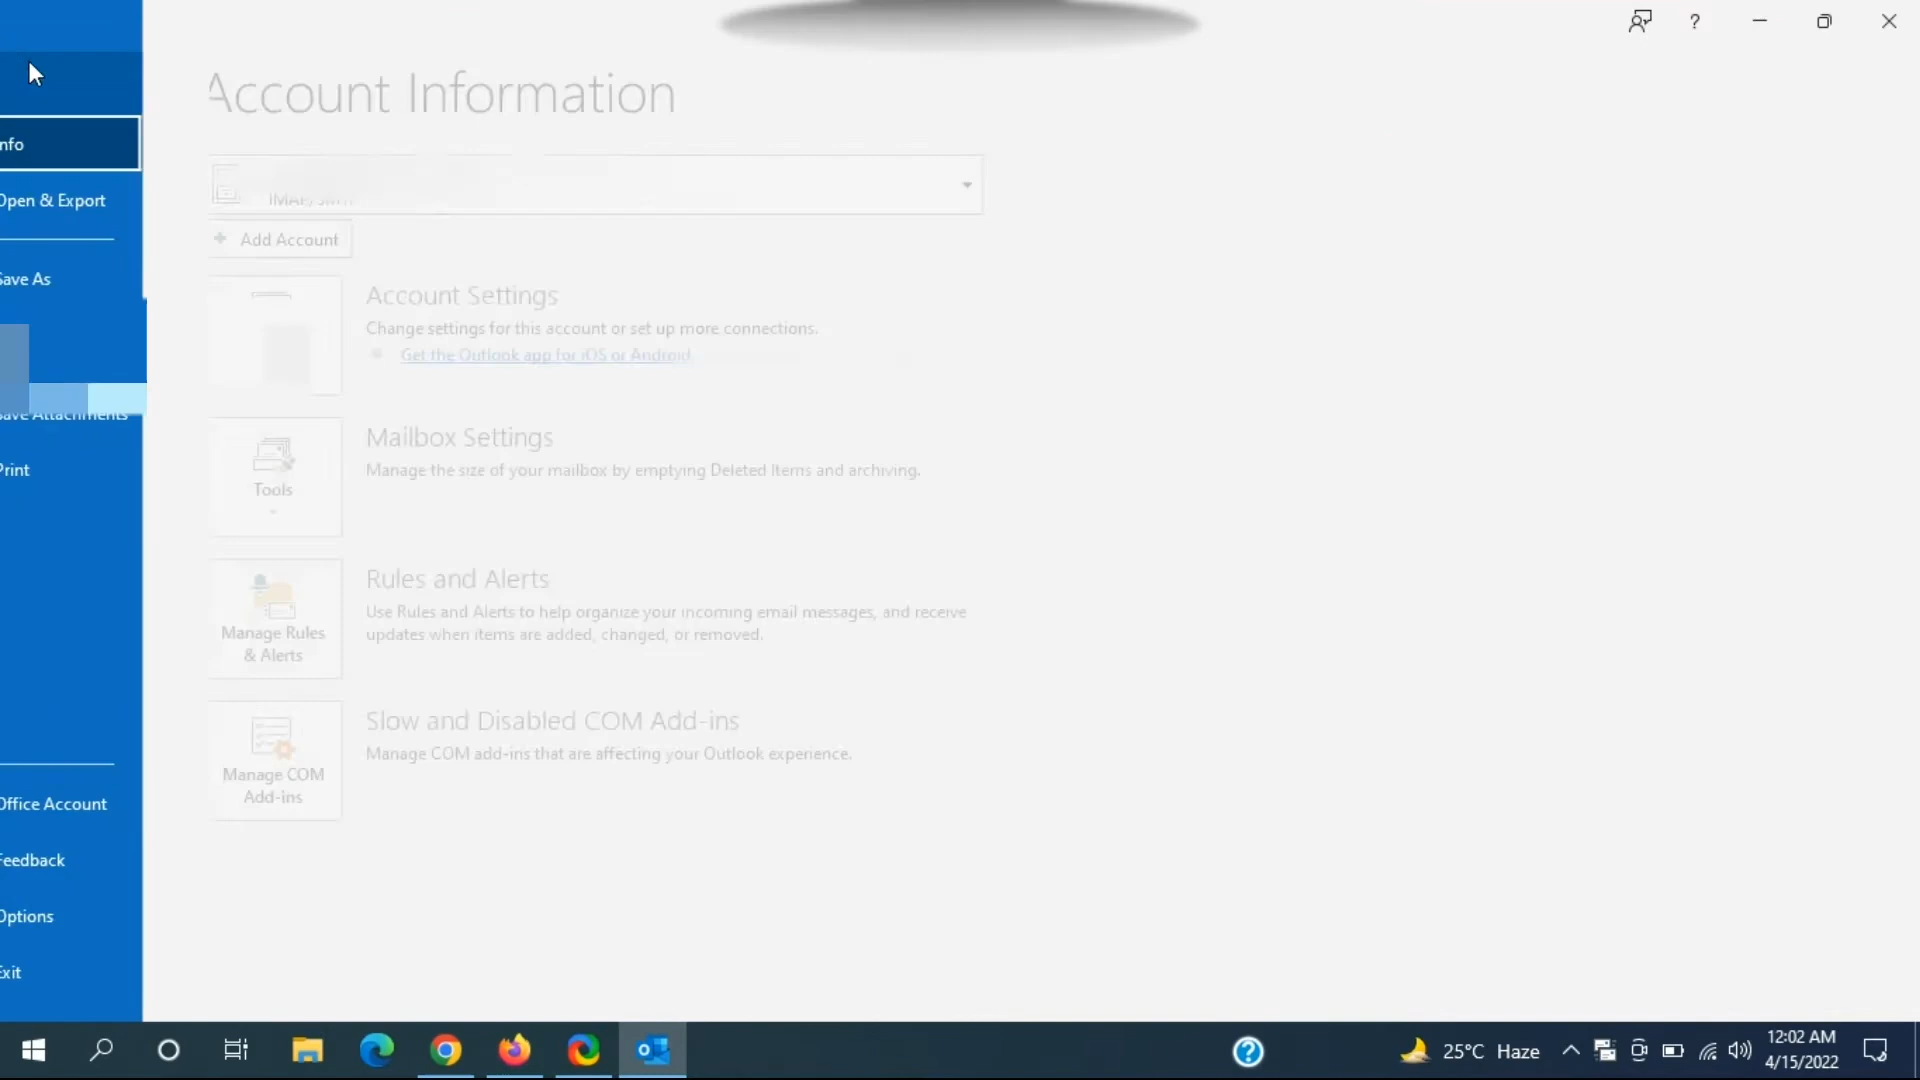 ?
Account Information
nfo
Open & Export
Add Account
Save As
Account Settings
Change settings for this account or set up more connections.
Get the Outlook app for iOS or Android
Save Attachments
Print
Mailbox Settings
Manage the size of your mailbox by emptying Deleted Items and archiving.
Tools
Rules and Alerts
Use Rules and Alerts to help organize your incoming email messages, and receive
updates when items are added, changed, or removed.
Manage Rules
& Alerts
Slow and Disabled COM Add-ins
Manage COM add-ins that are affecting your Outlook experience.
Manage COM
Add-ins
Office Account
Feedback
Options
Exit
25°C Haze
12:02 AM
4/15/2022